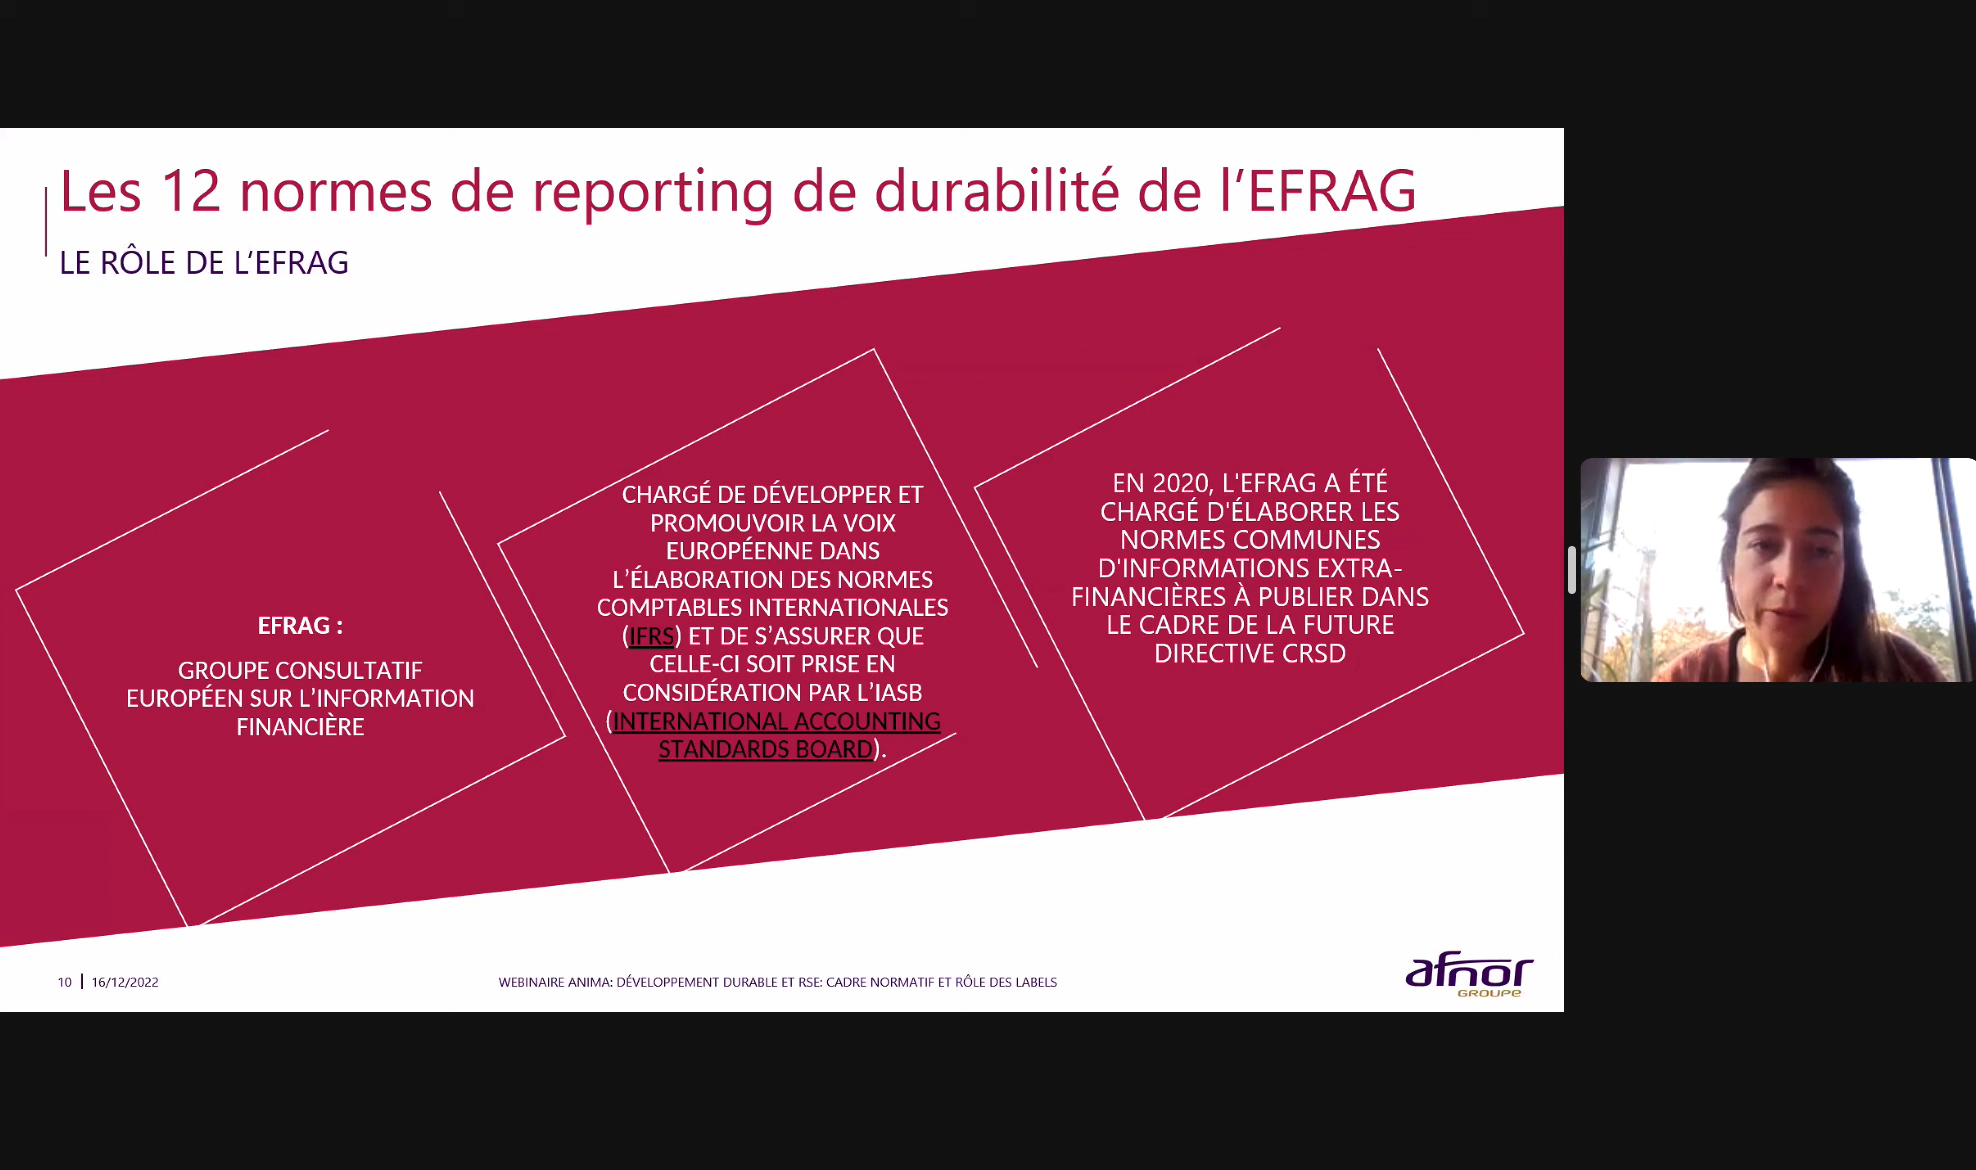 Les 12 normes de reporting de durabilité de l’EFRAG
LE RÔLE DE L’EFRAG
EFRAG :
GROUPE CONSULTATIF
EUROPÉEN SUR L’INFORMATION
FINANCIÈRE
CHARGÉ DE DÉVELOPPER ET
PROMOUVOIR LA VOIX
EUROPÉENNE DANS
L’ÉLABORATION DES NORMES
COMPTABLES INTERNATIONALES
(IFRS) ET DE S’ASSURER QUE
CELLE-CI SOIT PRISE EN
CONSIDÉRATION PAR L’IASB
(INTERNATIONAL ACCOUNTING
STANDARDS BOARD).
EN 2020, L'EFRAG A ÉTÉ
CHARGÉ D'ÉLABORER LES
NORMES COMMUNES
D'INFORMATIONS EXTRA-
FINANCIÈRES À PUBLIER DANS
LE CADRE DE LA FUTURE
DIRECTIVE CRSD
10 | 16/12/2022
WEBINAIRE ANIMA: DÉVELOPPEMENT DURABLE ET RSE: CADRE NORMATIF ET RÔLE DES LABELS
afnor
GROUPE